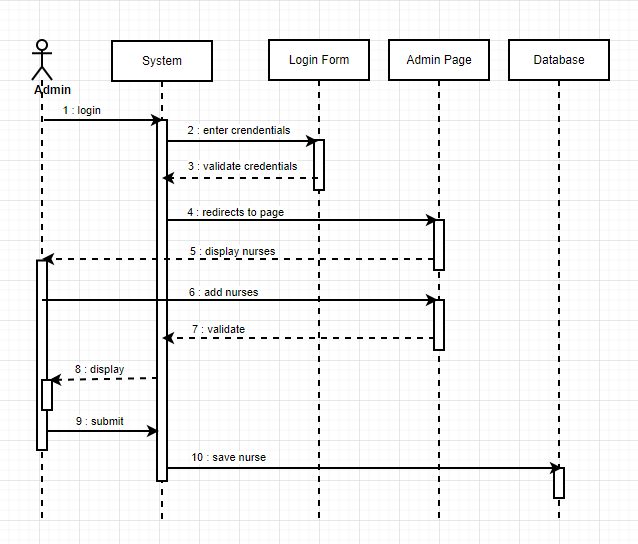 System
Login Form
Admin Page
Database
Admin
1 : login
2 : enter crendentials
3 : validate credentials
4 : redirects to page
5 : display nurses
6 : add nurses
7 : validate
8 : display
9 : submit
10 : save nurse